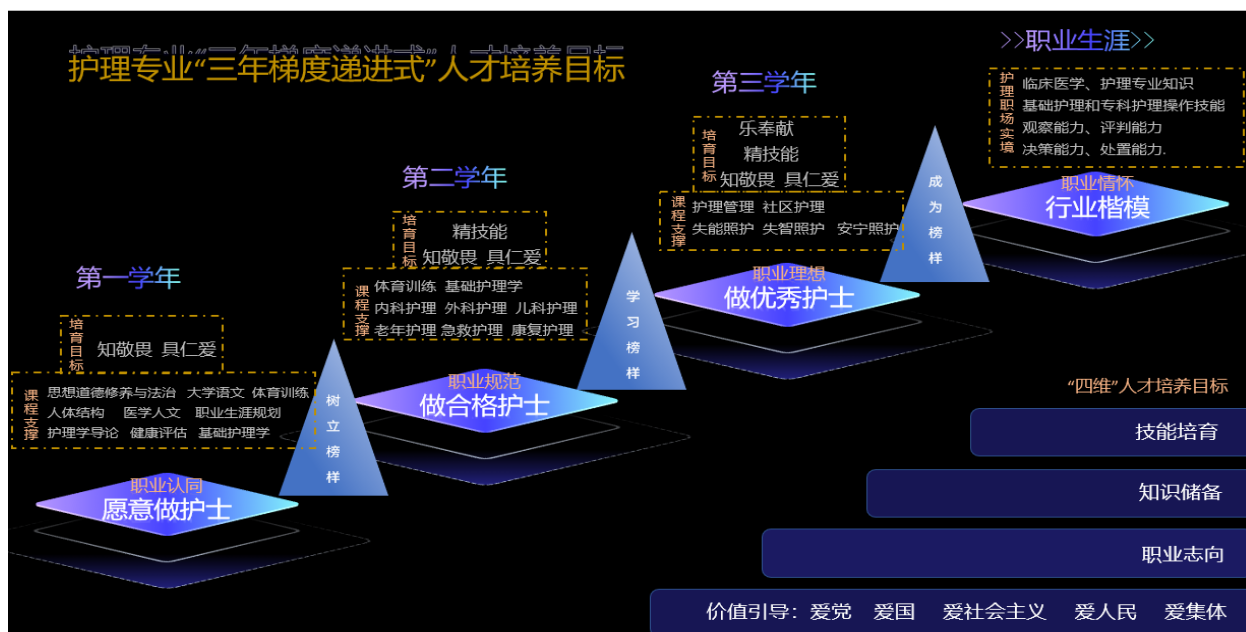 护理专业“三年梯度递进式”人才培养目标
第一学年
培育目标
知敬畏 具仁爱
课程支撑
思想道德修养与法治 大学语文 体育训练
人体结构 医学人文 职业生涯规划
护理学导论 健康评估 基础护理学
职业认同
愿意做护士
树立榜样
第二学年
培育目标
精技能
知敬畏 具仁爱
课程支撑
体育训练 基础护理学
内科护理 外科护理 儿科护理
老年护理 急救护理 康复护理
职业规范
做合格护士
学习榜样
第三学年
培育目标
乐奉献
精技能
知敬畏 具仁爱
课程支撑
护理管理 社区护理
失能照护 失智照护 安宁照护
职业理想
做优秀护士
成为榜样
>>职业生涯>>
护理职场实境
临床医学、护理专业知识
基础护理和专科护理操作技能
观察能力、评判能力
决策能力、处置能力.
职业情怀
行业楷模
“四维”人才培养目标
技能培育
知识储备
职业志向
价值引导：爱党 爱国 爱社会主义 爱人民 爱集体